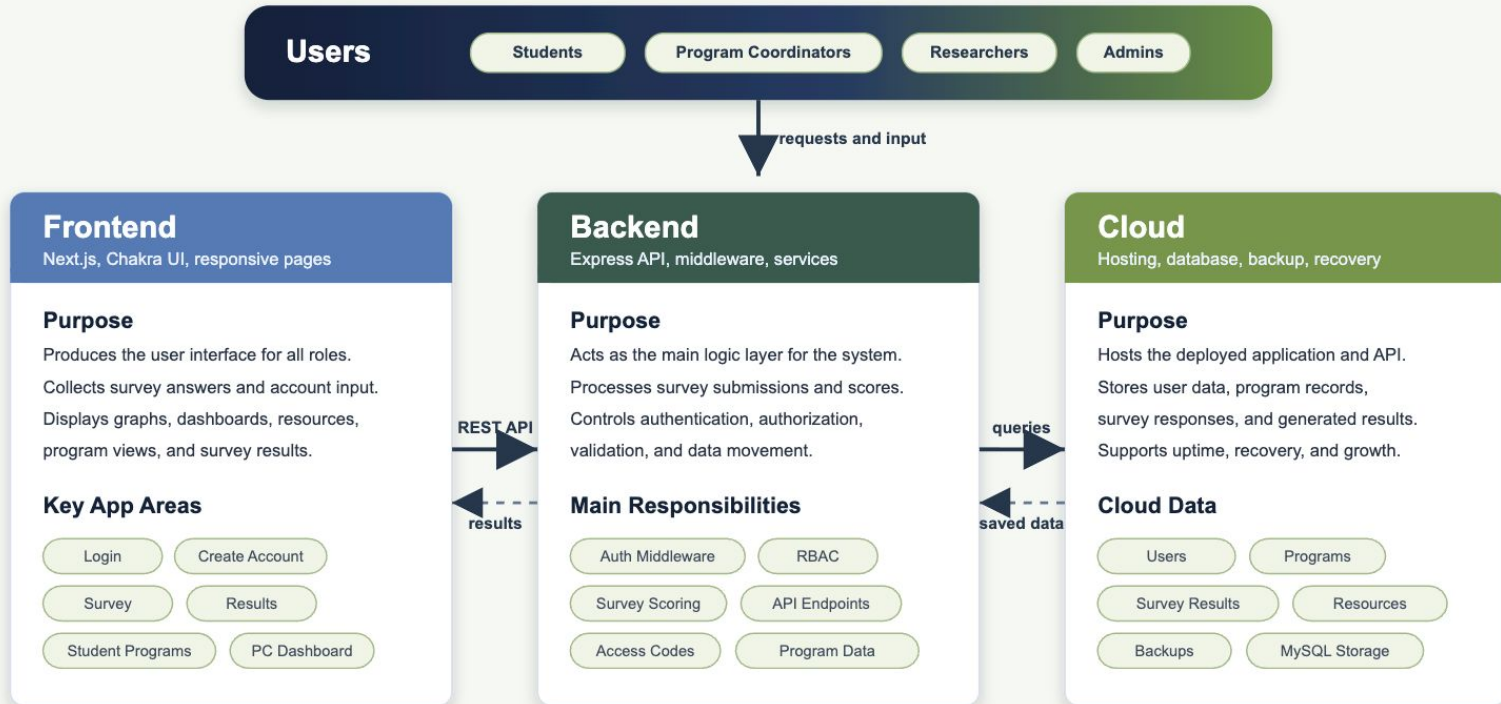 Users
Students
Program Coordinators
Researchers
Admins
requests and input
Frontend
Next.js, Chakra UI, responsive pages
Purpose
Produces the user interface for all roles.
Collects survey answers and account input.
Displays graphs, dashboards, resources,
program views, and survey results.
Key App Areas
Login
Create Account
Survey
Results
Student Programs
PC Dashboard
REST API
results
Backend
Express API, middleware, services
Purpose
Acts as the main logic layer for the system.
Processes survey submissions and scores.
Controls authentication, authorization,
validation, and data movement.
Main Responsibilities
Auth Middleware
RBAC
Survey Scoring
API Endpoints
Access Codes
Program Data
queries
saved data
Cloud
Hosting, database, backup, recovery
Purpose
Hosts the deployed application and API.
Stores user data, program records,
survey responses, and generated results.
Supports uptime, recovery, and growth.
Cloud Data
Users
Programs
Survey Results
Resources
Backups
MySQL Storage